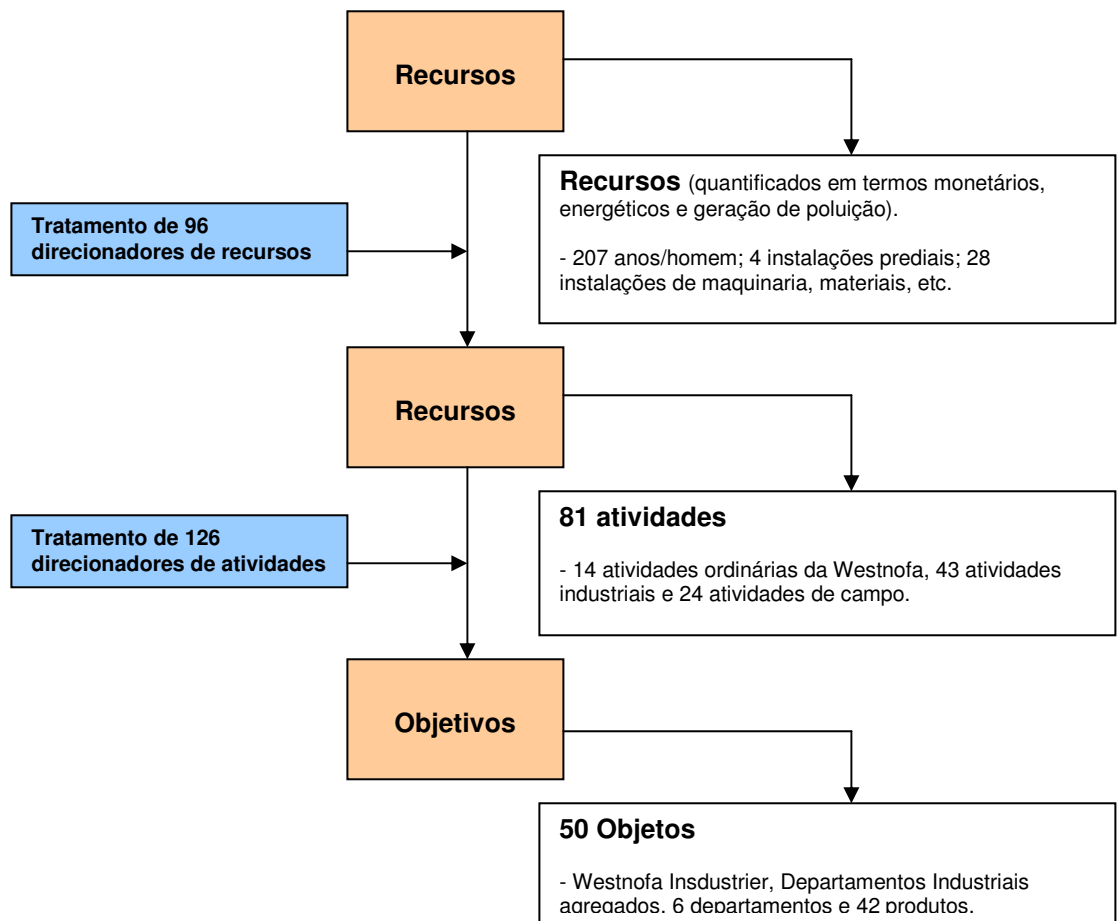 Recursos
Recursos (quantificados em termos monetários,
energéticos e geração de poluição).
- 207 anos/homem; 4 instalações prediais; 28
instalações de maquinaria, materiais, etc.
Tratamento de 96
direcionadores de recursos
Recursos
81 atividades
- 14 atividades ordinárias da Westnofa, 43 atividades
industriais e 24 atividades de campo.
Tratamento de 126
direcionadores de atividades
Objetivos
50 Objetos
- Westnofa Insdustrier, Departamentos Industriais
agregados, 6 departamentos e 42 produtos.